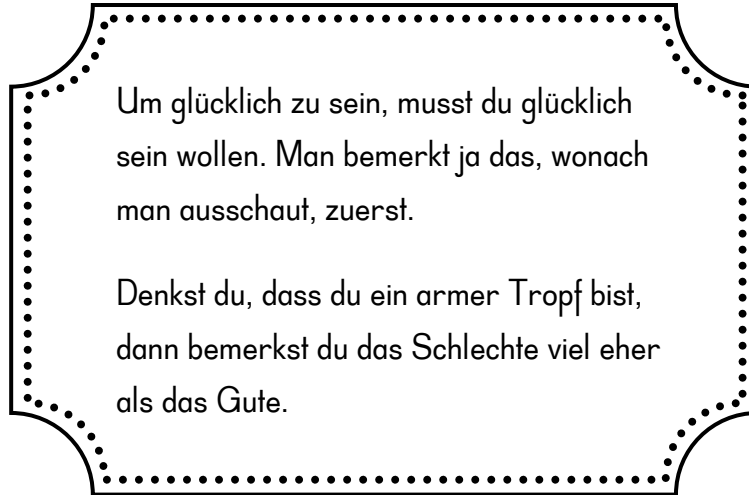 Um glücklich zu sein, musst du glücklich
sein wollen. Man bemerkt ja das, wonach
man ausschaut, zuerst.
Denkst du, dass du ein armer Tropf bist,
dann bemerkst du das Schlechte viel eher
als das Gute.